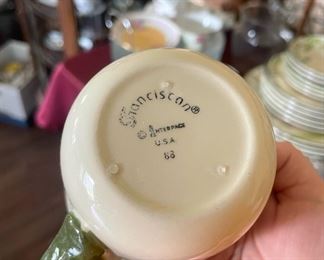 Franciscan®
© Interpace
U.S.A.
88